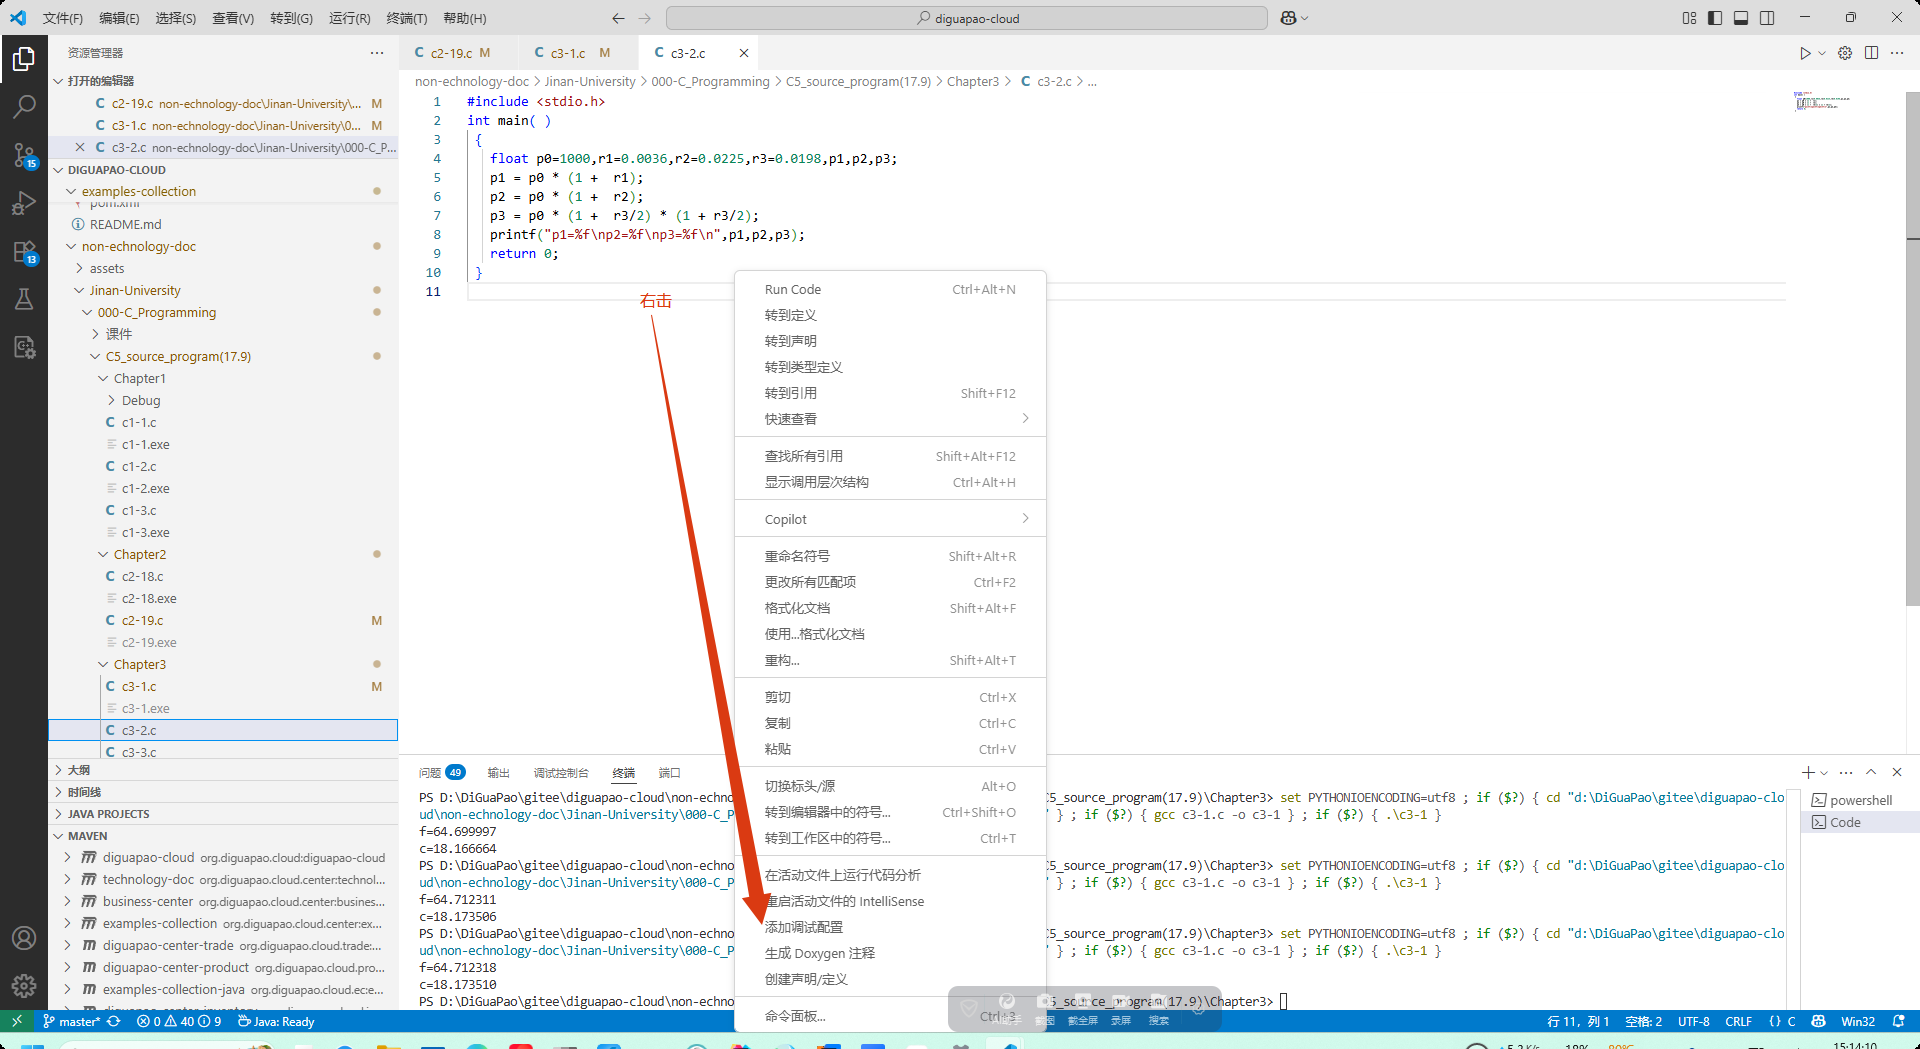 文件(F) 编辑(E) 选择(S) 查看(V) 转到(G) 运行(R) 终端(T) 帮助(H)
diguapao-cloud
资源管理器
打开的编辑器
C c2-19.c non-echnology-doc\Jinan-University\... M
C c3-1.c non-echnology-doc\Jinan-University\0... M
C c3-2.c non-echnology-doc\Jinan-University\000-C_P...
DIGUAPAO-CLOUD
examples-collection
pom.xml
README.md
non-echnology-doc
assets
Jinan-University
000-C_Programming
课件
C5_source_program(17.9)
Chapter1
Debug
C c1-1.c
c1-1.exe
C c1-2.c
c1-2.exe
C c1-3.c
c1-3.exe
Chapter2
C c2-18.c
c2-18.exe
C c2-19.c M
c2-19.exe
Chapter3
C c3-1.c M
c3-1.exe
C c3-2.c
C c3-3.c
大纲
时间线
JAVA PROJECTS
MAVEN
diguapao-cloud org.diguapao.cloud:diguapao-cloud
technology-doc org.diguapao.cloud.center:technol...
business-center org.diguapao.cloud.center:busines...
examples-collection org.diguapao.cloud.center:ex...
diguapao-center-trade org.diguapao.cloud.trade:...
diguapao-center-product org.diguapao.cloud.pro...
examples-collection-java org.diguapao.cloud.ec:e...
15
13
C c2-19.c M C c3-1.c M C c3-2.c
non-echnology-doc > Jinan-University > 000-C_Programming > C5_source_program(17.9) > Chapter3 > C c3-2.c > ...
1 #include <stdio.h>
2 int main( )
3 {
4 float p0=1000,r1=0.0036,r2=0.0225,r3=0.0198,p1,p2,p3;
5 p1 = p0 * (1 +  r1);
6 p2 = p0 * (1 +  r2);
7 p3 = p0 * (1 +  r3/2) * (1 + r3/2);
8 printf("p1=%f\np2=%f\np3=%f\n",p1,p2,p3);
9 return 0;
10 }
11
右击
Run Code Ctrl+Alt+N
转到定义
转到声明
转到类型定义
转到引用 Shift+F12
快速查看
查找所有引用 Shift+Alt+F12
显示调用层次结构 Ctrl+Alt+H
Copilot
重命名符号 Shift+Alt+R
更改所有匹配项 Ctrl+F2
格式化文档 Shift+Alt+F
使用...格式化文档
重构... Shift+Alt+T
剪切 Ctrl+X
复制 Ctrl+C
粘贴 Ctrl+V
切换标头/源 Alt+O
转到编辑器中的符号... Ctrl+Shift+O
转到工作区中的符号... Ctrl+T
在活动文件上运行代码分析
重启活动文件的 IntelliSense
添加调试配置
生成 Doxygen 注释
创建声明/定义
命令面板...
问题 49 输出 调试控制台 终端 端口
PS D:\DiGuaPao\gitee\diguapao-cloud\non-echno C5_source_program(17.9)\Chapter3> set PYTHONIOENCODING=utf8 ; if ($?) { cd "d:\DiGuaPao\gitee\diguapao-clo
ud\non-echnology-doc\Jinan-University\000-C_P " } ; if ($?) { gcc c3-1.c -o c3-1 } ; if ($?) { .\c3-1 }
f=64.699997
c=18.166664
PS D:\DiGuaPao\gitee\diguapao-cloud\non-echno C5_source_program(17.9)\Chapter3> set PYTHONIOENCODING=utf8 ; if ($?) { cd "d:\DiGuaPao\gitee\diguapao-clo
ud\non-echnology-doc\Jinan-University\000-C_P " } ; if ($?) { gcc c3-1.c -o c3-1 } ; if ($?) { .\c3-1 }
f=64.712311
c=18.173506
PS D:\DiGuaPao\gitee\diguapao-cloud\non-echno C5_source_program(17.9)\Chapter3> set PYTHONIOENCODING=utf8 ; if ($?) { cd "d:\DiGuaPao\gitee\diguapao-clo
ud\non-echnology-doc\Jinan-University\000-C_P " } ; if ($?) { gcc c3-1.c -o c3-1 } ; if ($?) { .\c3-1 }
f=64.712318
c=18.173510
PS D:\DiGuaPao\gitee\diguapao-cloud\non-echno C5_source_program(17.9)\Chapter3>
powershell
Code
截图 截全屏 录屏 搜索
master* 0 40 9 Java: Ready
行 11, 列 1 空格: 2 UTF-8 CRLF {} C Win32
15:14:10